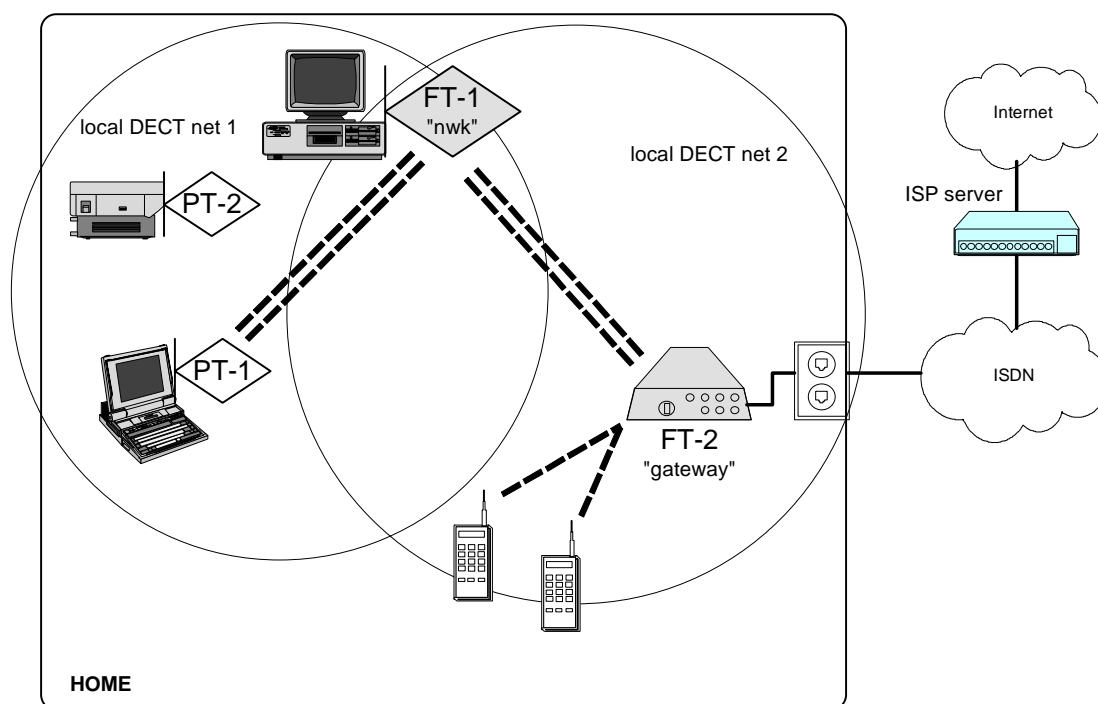 FT-1
"nwk"
local DECT net 1
local DECT net 2
Internet
PT-2
ISP server
PT-1
ISDN
FT-2
"gateway"
HOME